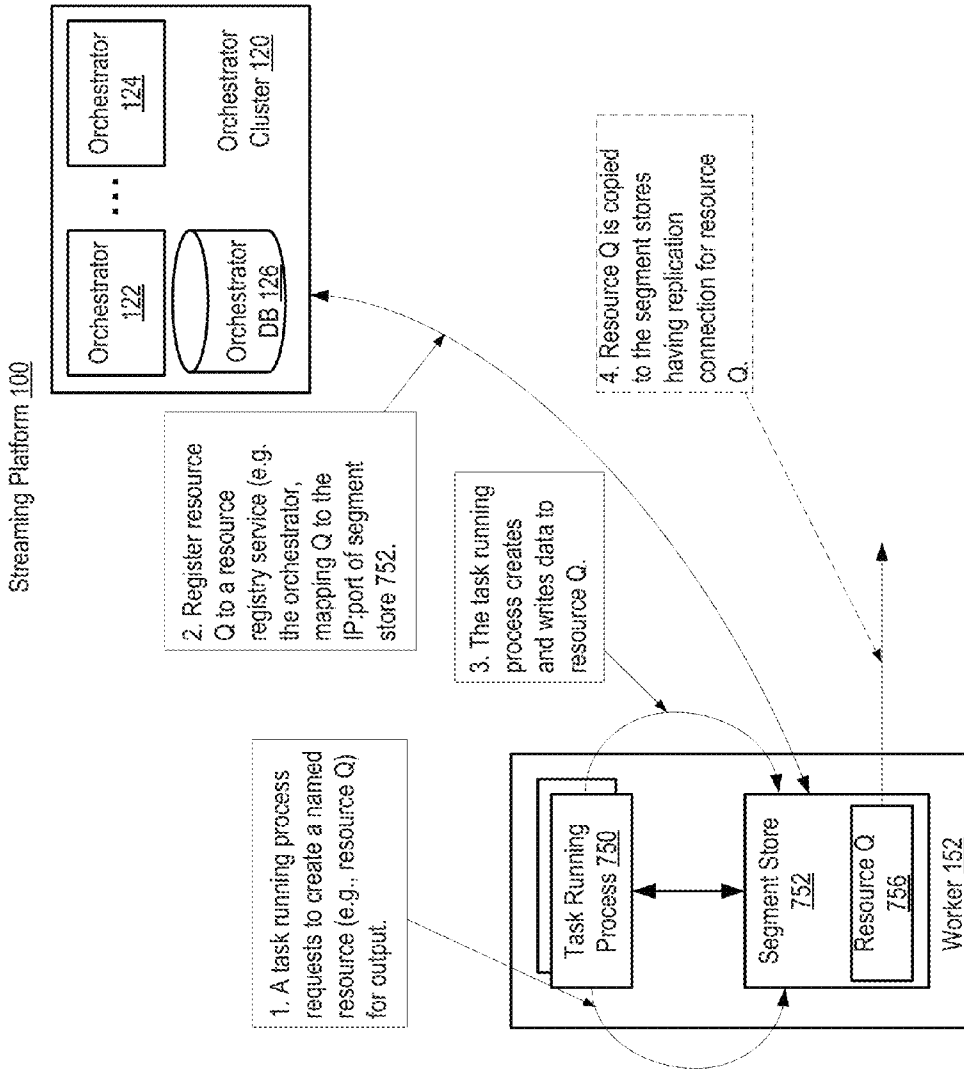 Streaming Platform 100
Orchestrator
122
...
Orchestrator
124
Orchestrator
DB 126
Orchestrator
Cluster 120
1. A task running process
requests to create a named
resource (e.g., resource Q)
for output.
2. Register resource
Q to a resource
registry service (e.g.
the orchestrator,
mapping Q to the
IP:port of segment
store 752.
3. The task running
process creates
and writes data to
resource Q.
4. Resource Q is copied
to the segment stores
having replication
connection for resource
Q.
Task Running
Process 750
Segment Store
752
Resource Q
756
Worker 152